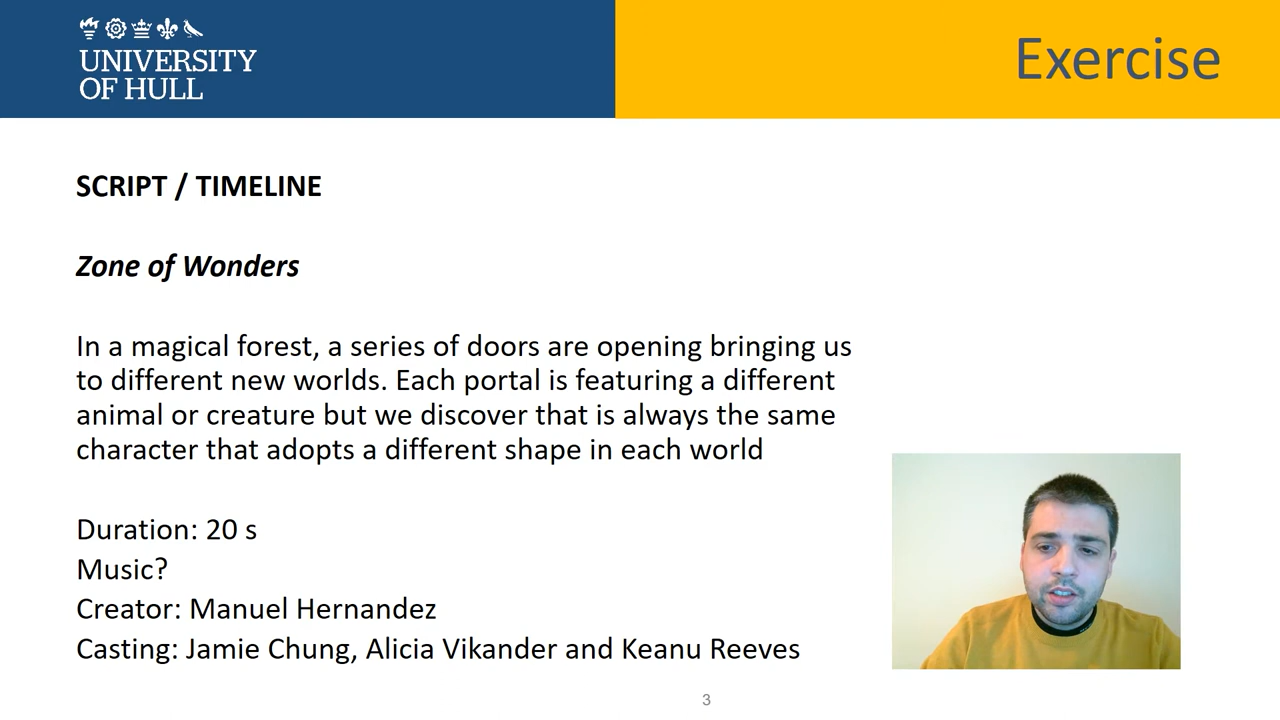 UNIVERSITY
OF HULL
Exercise
SCRIPT / TIMELINE
Zone of Wonders
In a magical forest, a series of doors are opening bringing us
to different new worlds. Each portal is featuring a different
animal or creature but we discover that is always the same
character that adopts a different shape in each world
Duration: 20 s
Music?
Creator: Manuel Hernandez
Casting: Jamie Chung, Alicia Vikander and Keanu Reeves
3